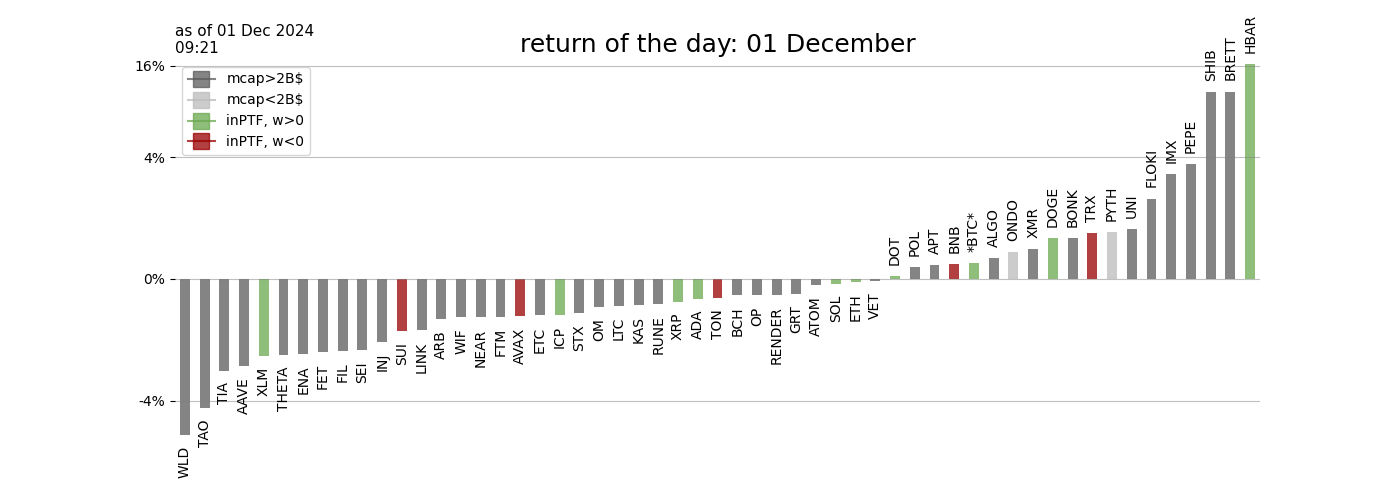 as of 01 Dec 2024
09:21
return of the day: 01 December
16%
4%
0%
-4%
mcap>2B$
mcap<2B$
inPTF, w>0
inPTF, w<0
WLD
TAO
TIA
AAVE
XLM
THETA
ENA
FET
FIL
SEI
INJ
SUI
LINK
ARB
WIF
NEAR
FTM
AVAX
ETC
ICP
STX
OM
LTC
KAS
RUNE
XRP
ADA
TON
BCH
OP
RENDER
GRT
ATOM
SOL
ETH
VET
DOT
POL
APT
BNB
*BTC*
ALGO
ONDO
XMR
DOGE
BONK
TRX
PYTH
UNI
FLOKI
IMX
PEPE
SHIB
BRETT
HBAR